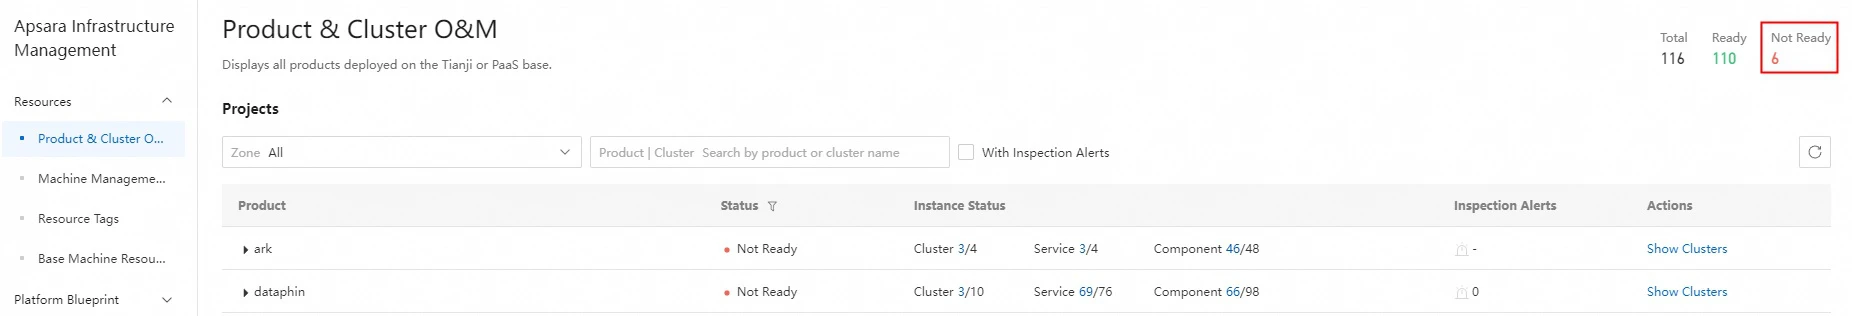 Apsara Infrastructure
Management
Resources
Product & Cluster O...
Machine Manageme...
Resource Tags
Base Machine Resou...
Platform Blueprint
Product & Cluster O&M
Displays all products deployed on the Tianji or PaaS base.
Total Ready Not Ready
116 110 6
Projects
Zone All Product | Cluster Search by product or cluster name With Inspection Alerts
Product Status Instance Status Inspection Alerts Actions
ark Not Ready Cluster 3/4 Service 3/4 Component 46/48 - Show Clusters
dataphin Not Ready Cluster 3/10 Service 69/76 Component 66/98 0 Show Clusters